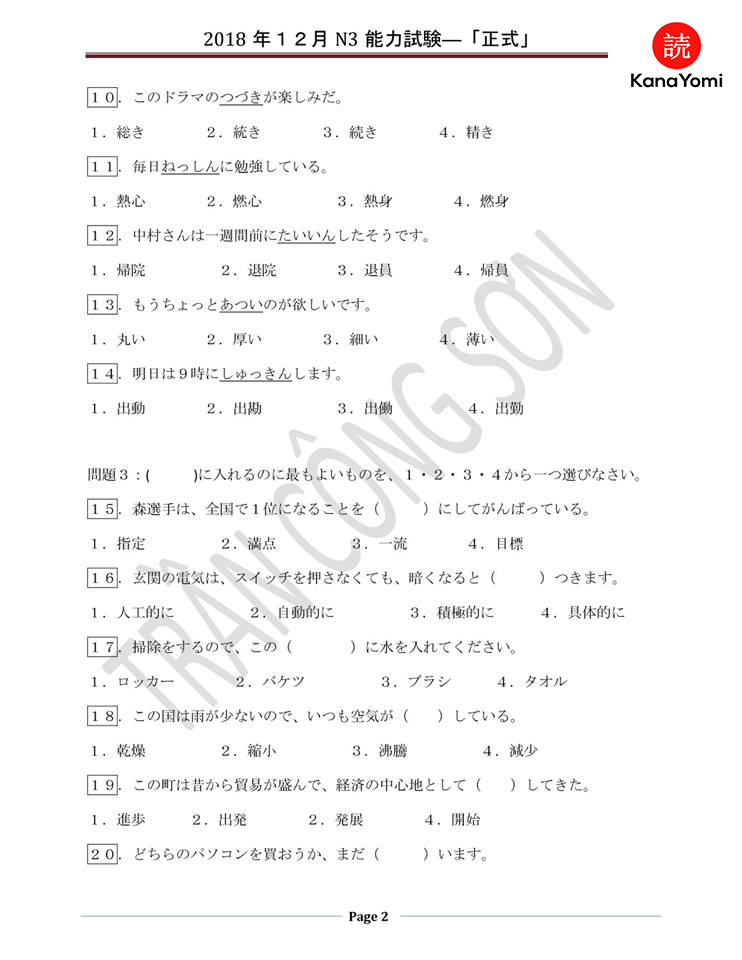 2018 年１２月 N3 能力試験―「正式」
読
KanaYomi
１０．このドラマのつづきが楽しみだ。
１．総き　２．統き　３．続き　４．精き
１１．毎日ねっしんに勉強している。
１．熱心　２．燃心　３．熱身　４．燃身
１２．中村さんは一週間前にたいいんしたそうです。
１．帰院　２．退院　３．退員　４．帰員
１３．もうちょっとあついのが欲しいです。
１．丸い　２．厚い　３．細い　４．薄い
１４．明日は９時にしゅっきんします。
１．出動　２．出勘　３．出働　４．出勤
問題３：(　　)に入れるのに最もよいものを、１・２・３・４から一つ選びなさい。
１５．森選手は、全国で１位になることを（　　）にしてがんばっている。
１．指定　２．満点　３．一流　４．目標
１６．玄関の電気は、スイッチを押さなくても、暗くなると（　　）つきます。
１．人工的に　２．自動的に　３．積極的に　４．具体的に
１７．掃除をするので、この（　　）に水を入れてください。
１．ロッカー　２．バケツ　３．ブラシ　４．タオル
１８．この国は雨が少ないので、いつも空気が（　　）している。
１．乾燥　２．縮小　３．沸騰　４．減少
１９．この町は昔から貿易が盛んで、経済の中心地として（　　）してきた。
１．進歩　２．出発　２．発展　４．開始
２０．どちらのパソコンを買おうか、まだ（　　）います。
TRẦN CÔNG SƠN
Page 2